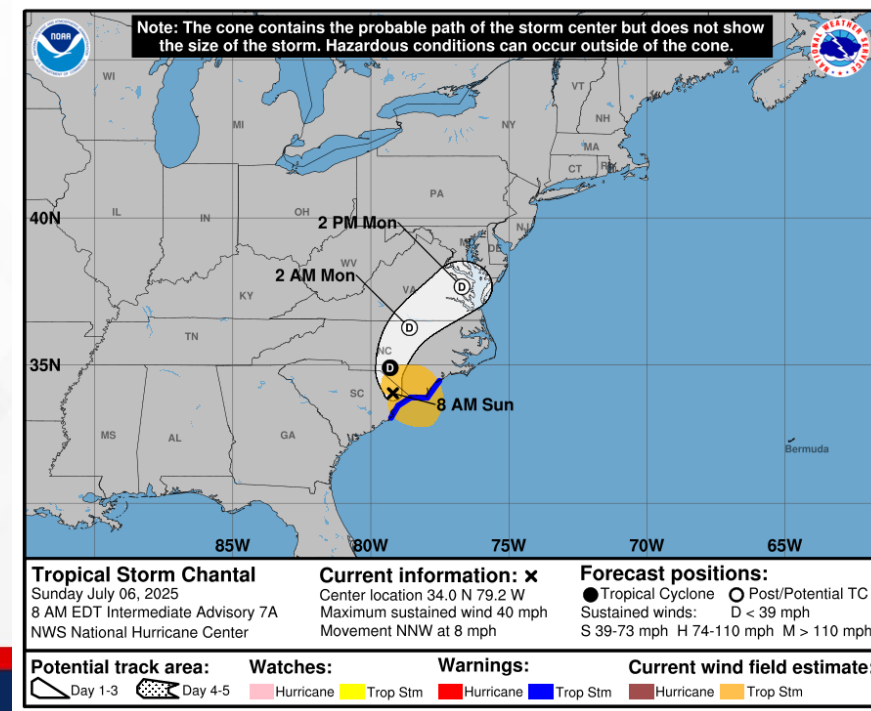 Note: The cone contains the probable path of the storm center but does not show
the size of the storm. Hazardous conditions can occur outside of the cone.
NOAA
NATIONAL WEATHER SERVICE
WI
MI
NY
VT
NH
MA
CT
RI
PA
NJ
IL
IN
OH
MD
DE
40N
2 PM Mon
WV
2 AM Mon
VA
D
KY
D
TN
NC
35N
D
SC
8 AM Sun
MS
AL
GA
Bermuda
85W
80W
75W
70W
65W
Tropical Storm Chantal
Sunday July 06, 2025
8 AM EDT Intermediate Advisory 7A
NWS National Hurricane Center
Current information: x
Center location 34.0 N 79.2 W
Maximum sustained wind 40 mph
Movement NNW at 8 mph
Forecast positions:
Tropical Cyclone Post/Potential TC
Sustained winds: D < 39 mph
S 39-73 mph H 74-110 mph M > 110 mph
Potential track area:
Day 1-3 Day 4-5
Watches:
Hurricane Trop Stm
Warnings:
Hurricane Trop Stm
Current wind field estimate:
Hurricane Trop Stm